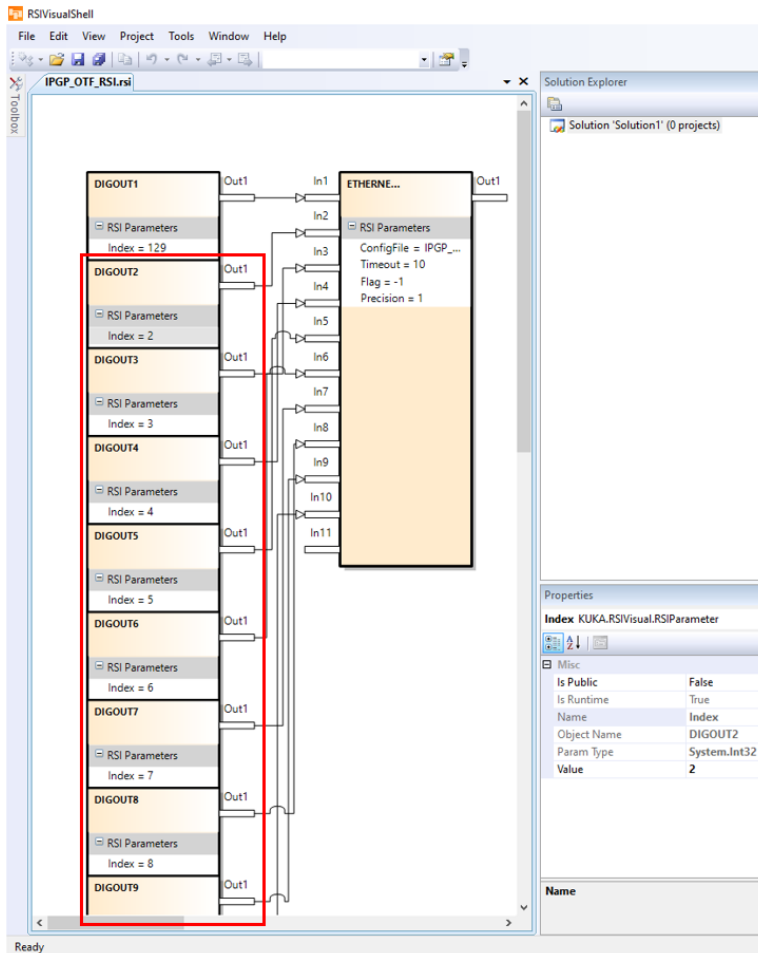 RSIVisualShell
File Edit View Project Tools Window Help
Toolbox
IPGP_OTF_RSI.rsi
DIGOUT1
Out1
RSI Parameters
Index = 129
DIGOUT2
Out1
RSI Parameters
Index = 2
DIGOUT3
Out1
RSI Parameters
Index = 3
DIGOUT4
Out1
RSI Parameters
Index = 4
DIGOUT5
Out1
RSI Parameters
Index = 5
DIGOUT6
Out1
RSI Parameters
Index = 6
DIGOUT7
Out1
RSI Parameters
Index = 7
DIGOUT8
Out1
RSI Parameters
Index = 8
DIGOUT9
Out1
In1
In2
In3
In4
In5
In6
In7
In8
In9
In10
In11
ETHERNE...
Out1
RSI Parameters
ConfigFile = IPGP_...
Timeout = 10
Flag = -1
Precision = 1
Solution Explorer
Solution 'Solution1' (0 projects)
Properties
Index KUKA.RSIVisual.RSIParameter
Misc
Is Public False
Is Runtime True
Name Index
Object Name DIGOUT2
Param Type System.Int32
Value 2
Name
Ready